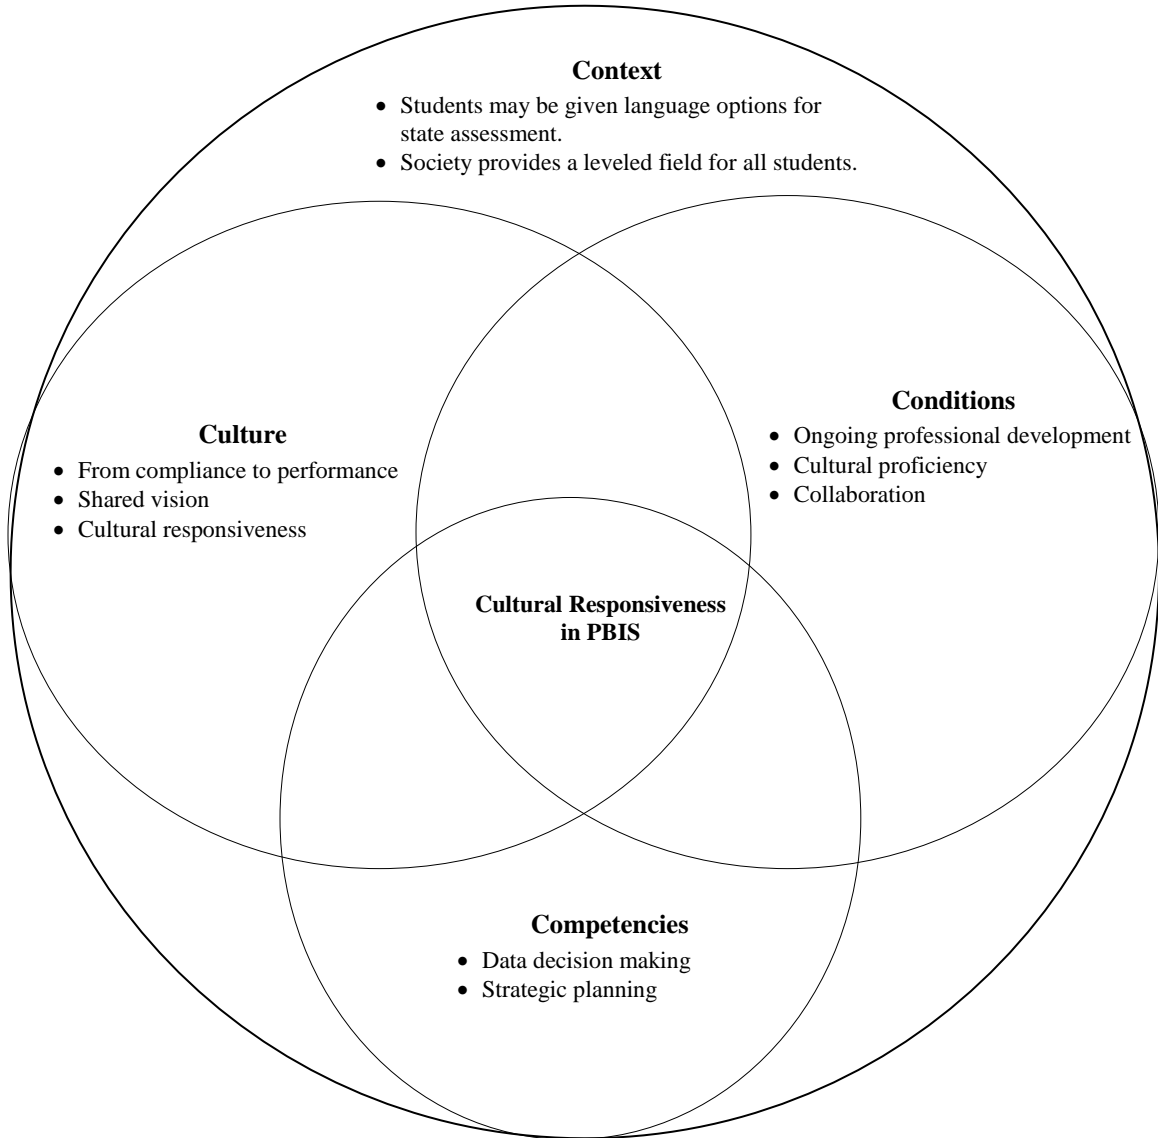 Context
• Students may be given language options for
state assessment.
• Society provides a leveled field for all students.
Culture
• From compliance to performance
• Shared vision
• Cultural responsiveness
Conditions
• Ongoing professional development
• Cultural proficiency
• Collaboration
Cultural Responsiveness
in PBIS
Competencies
• Data decision making
• Strategic planning